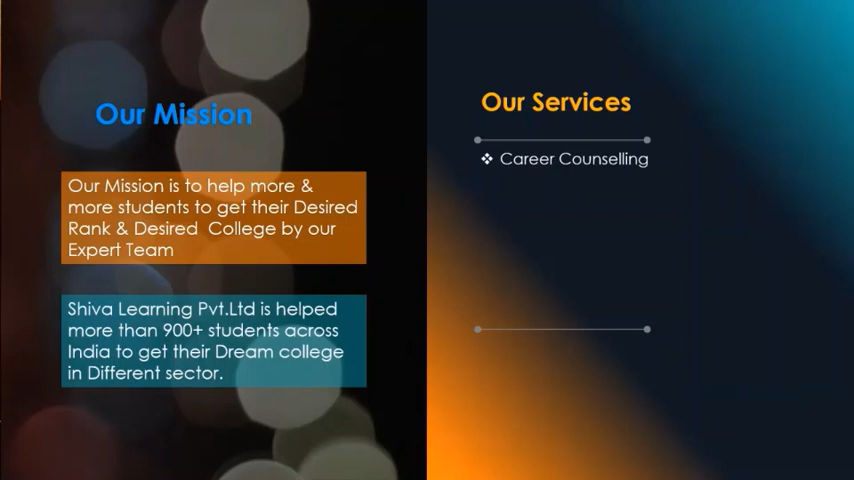 Our Mission
Our Mission is to help more &
more students to get their Desired
Rank & Desired College by our
Expert Team
Shiva Learning Pvt.Ltd is helped
more than 900+ students across
India to get their Dream college
in Different sector.
Our Services
❖ Career Counselling